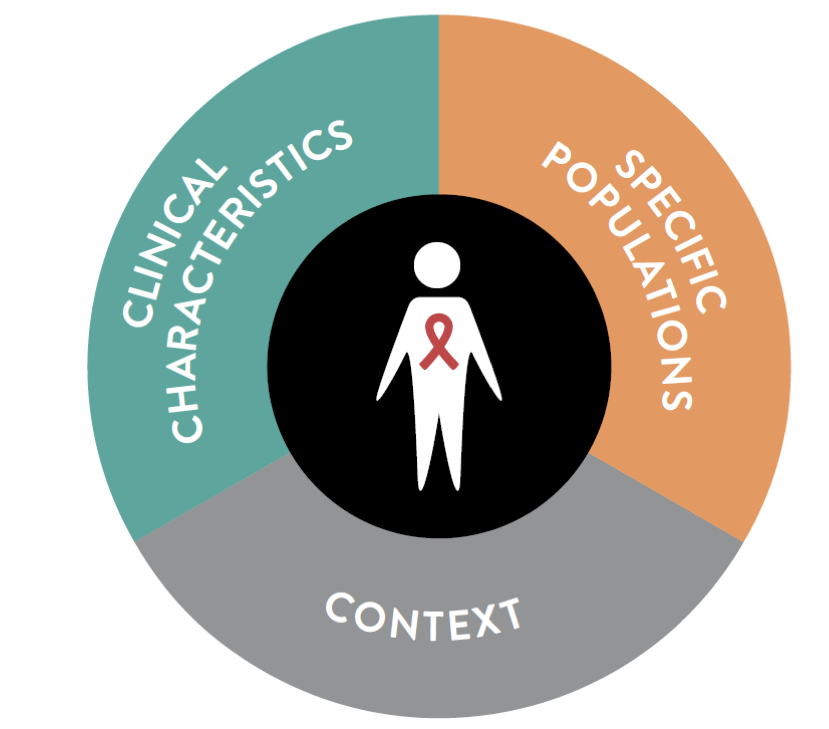 CLINICAL
CHARACTERISTICS
SPECIFIC
POPULATIONS
CONTEXT